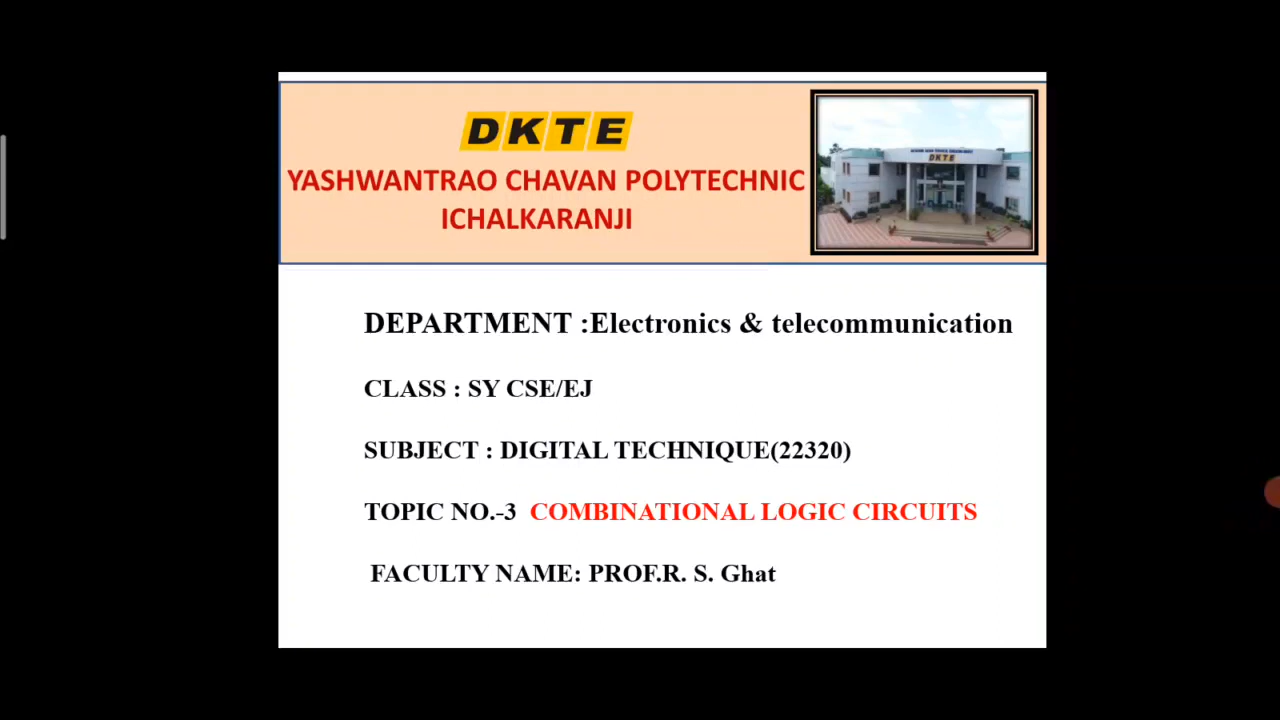 DKTE
YASHWANTRAO CHAVAN POLYTECHNIC
ICHALKARANJI
DKTE
DEPARTMENT :Electronics & telecommunication
CLASS : SY CSE/EJ
SUBJECT : DIGITAL TECHNIQUE(22320)
TOPIC NO.-3 COMBINATIONAL LOGIC CIRCUITS
FACULTY NAME: PROF.R. S. Ghat